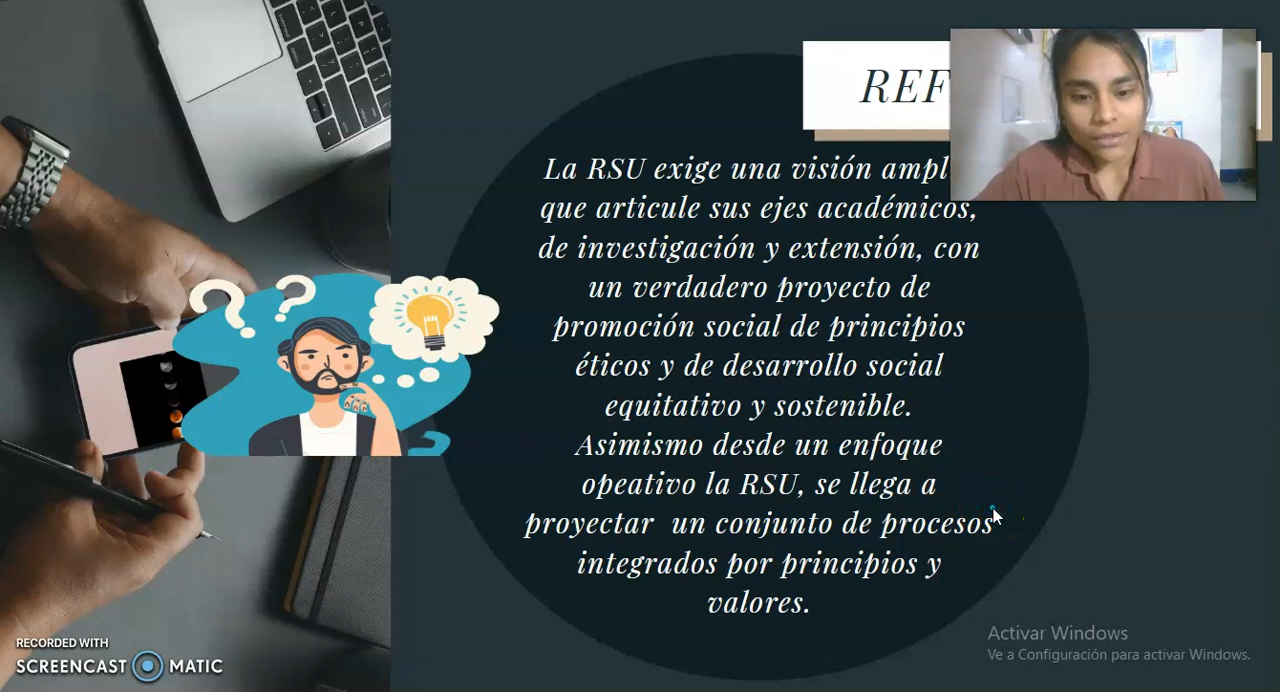 REF
La RSU exige una visión ampl
que articule sus ejes académicos,
de investigación y extensión, con
un verdadero proyecto de
promoción social de principios
éticos y de desarrollo social
equitativo y sostenible.
Asimismo desde un enfoque
opeativo la RSU, se llega a
proyectar un conjunto de procesos
integrados por principios y
valores.
Activar Windows
Ve a Configuración para activar Windows.
RECORDED WITH
SCREENCAST MATIC